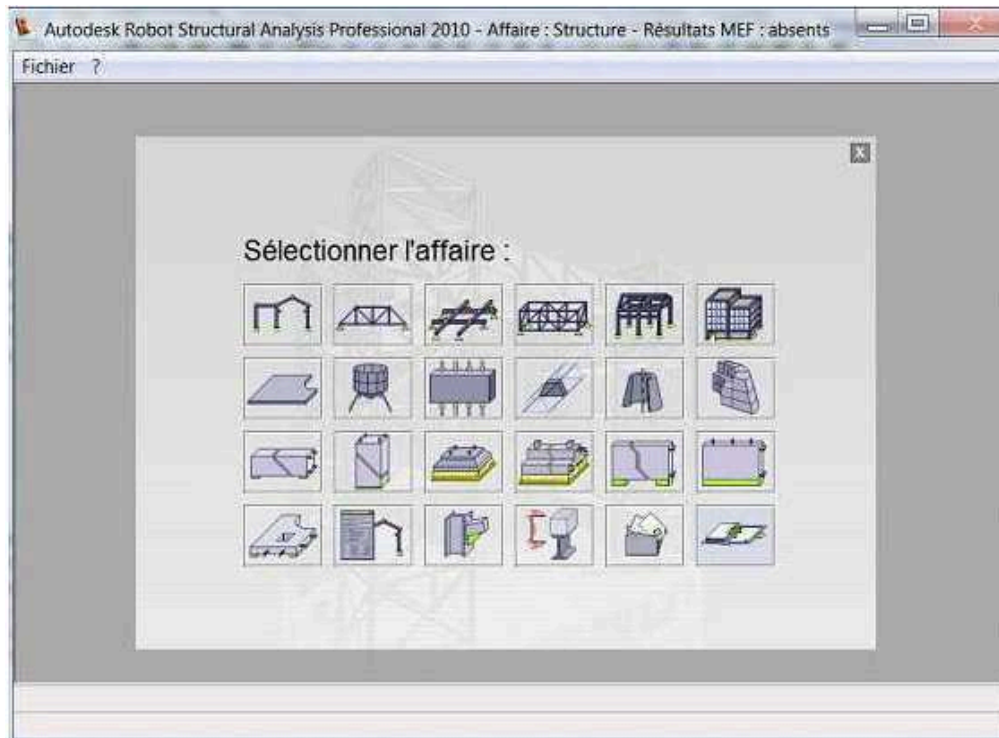 Autodesk Robot Structural Analysis Professional 2010 - Affaire : Structure - Résultats MEF : absents
Fichier ?
Sélectionner l'affaire :